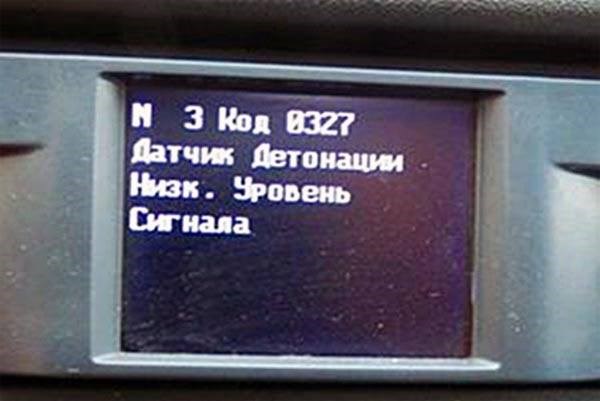 N 3 Код 0327
Датчик Детонации
Низк. Уровень
Сигнала